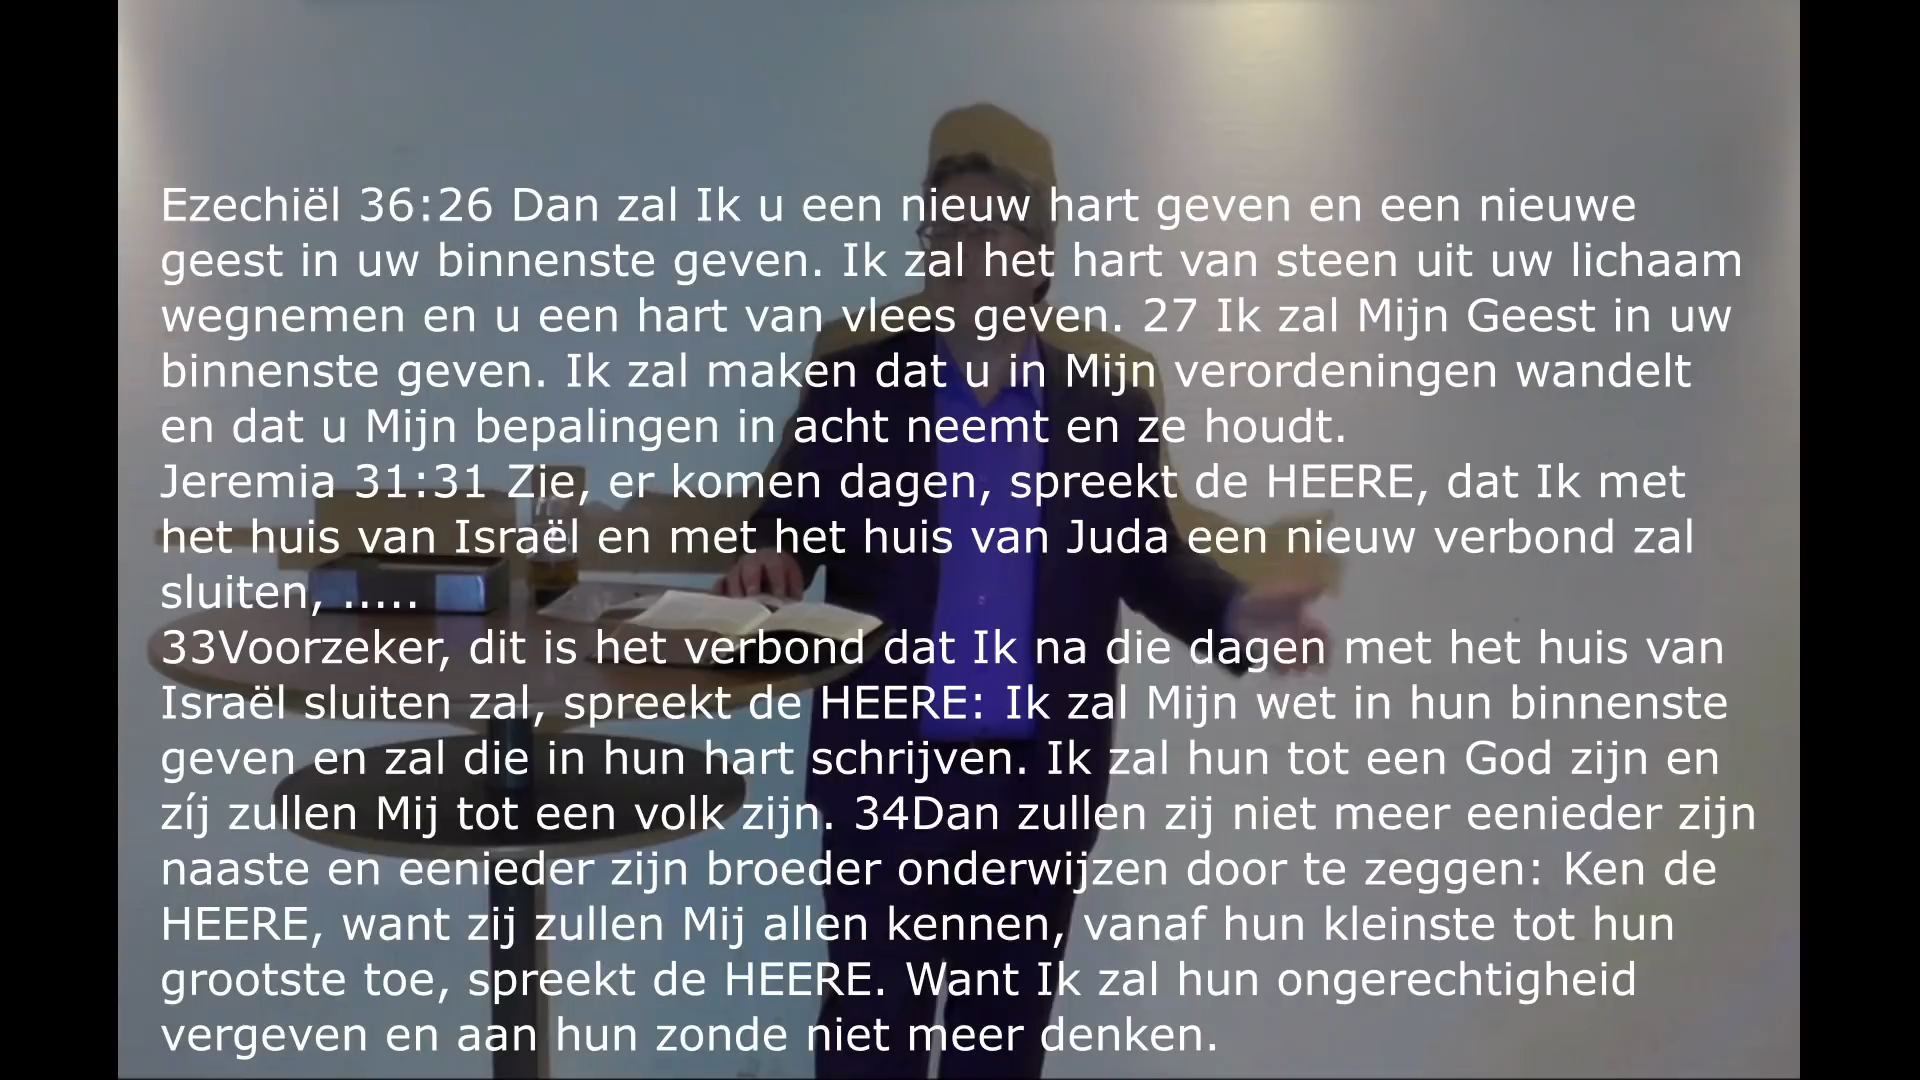 Ezechiël 36:26 Dan zal Ik u een nieuw hart geven en een nieuwe
geest in uw binnenste geven. Ik zal het hart van steen uit uw lichaam
wegnemen en u een hart van vlees geven. 27 Ik zal Mijn Geest in uw
binnenste geven. Ik zal maken dat u in Mijn verordeningen wandelt
en dat u Mijn bepalingen in acht neemt en ze houdt.
Jeremia 31:31 Zie, er komen dagen, spreekt de HEERE, dat Ik met
het huis van Israël en met het huis van Juda een nieuw verbond zal
sluiten, .....
33Voorzeker, dit is het verbond dat Ik na die dagen met het huis van
Israël sluiten zal, spreekt de HEERE: Ik zal Mijn wet in hun binnenste
geven en zal die in hun hart schrijven. Ik zal hun tot een God zijn en
zíj zullen Mij tot een volk zijn. 34Dan zullen zij niet meer eenieder zijn
naaste en eenieder zijn broeder onderwijzen door te zeggen: Ken de
HEERE, want zij zullen Mij allen kennen, vanaf hun kleinste tot hun
grootste toe, spreekt de HEERE. Want Ik zal hun ongerechtigheid
vergeven en aan hun zonde niet meer denken.